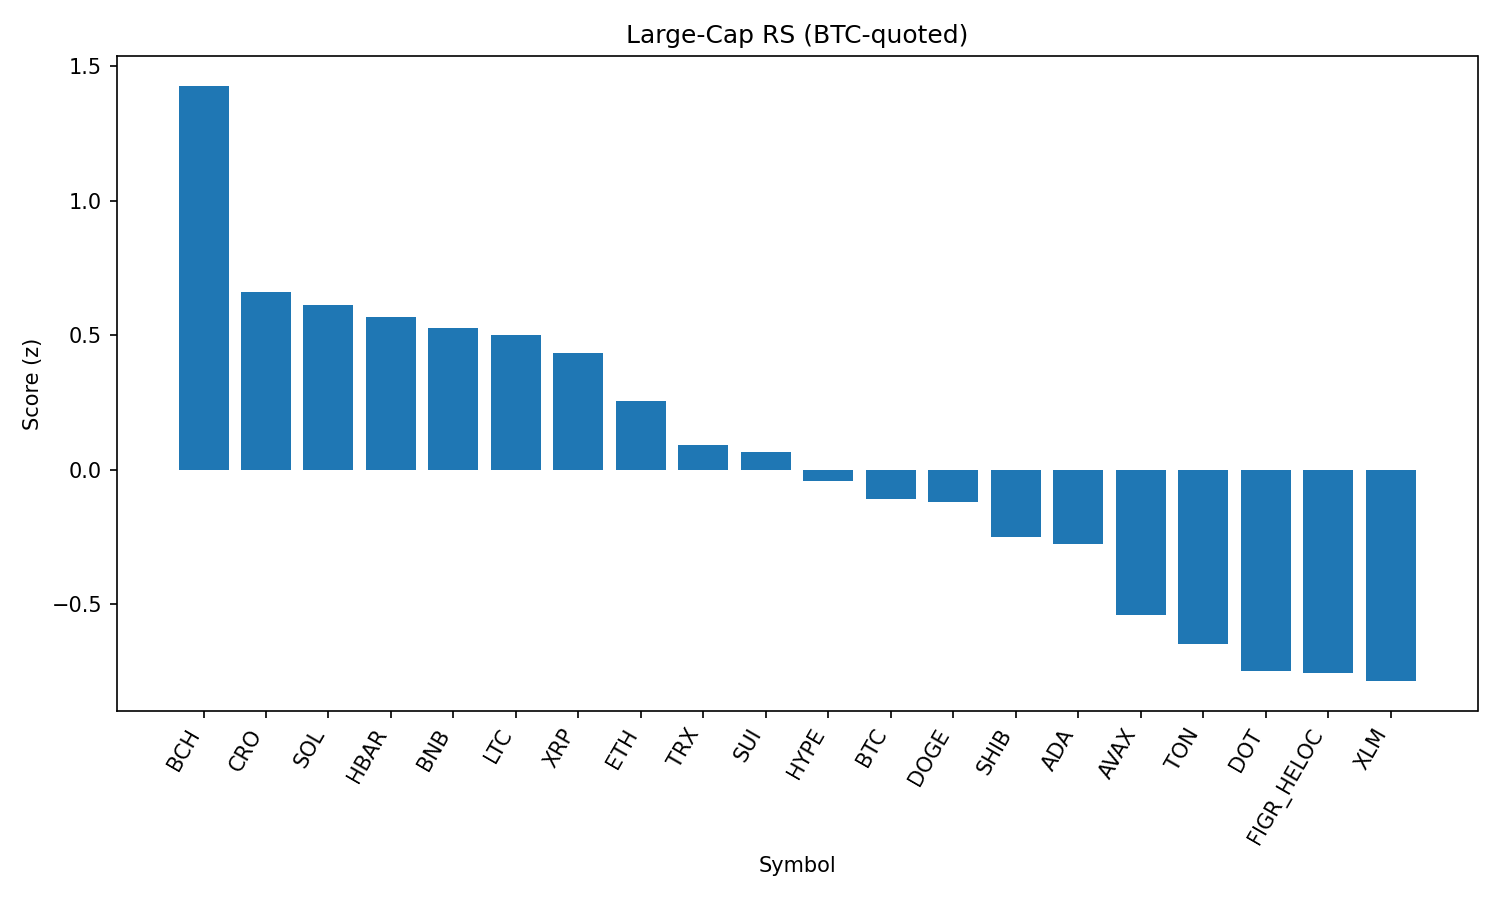 Large-Cap RS (BTC-quoted)
1.5
1.0
0.5
0.0
−0.5
Score (z)
BCH
CRO
SOL
HBAR
BNB
LTC
XRP
ETH
TRX
SUI
HYPE
BTC
DOGE
SHIB
ADA
AVAX
TON
DOT
FIGR_HELOC
XLM
Symbol